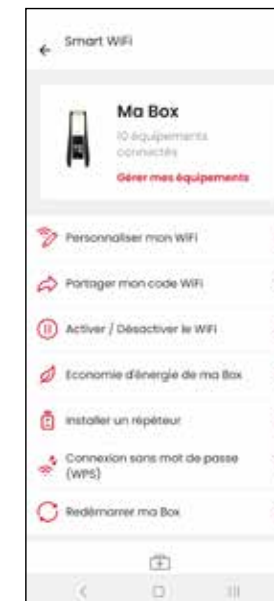 Smart WiFi
Ma Box
10 équipements
connectés
Gérer mes équipements
Personnaliser mon WiFi
Partager mon code WiFi
Activer / Désactiver le WiFi
Economie d'énergie de ma Box
Installer un répéteur
Connexion sans mot de passe
(WPS)
Redémarrer ma Box